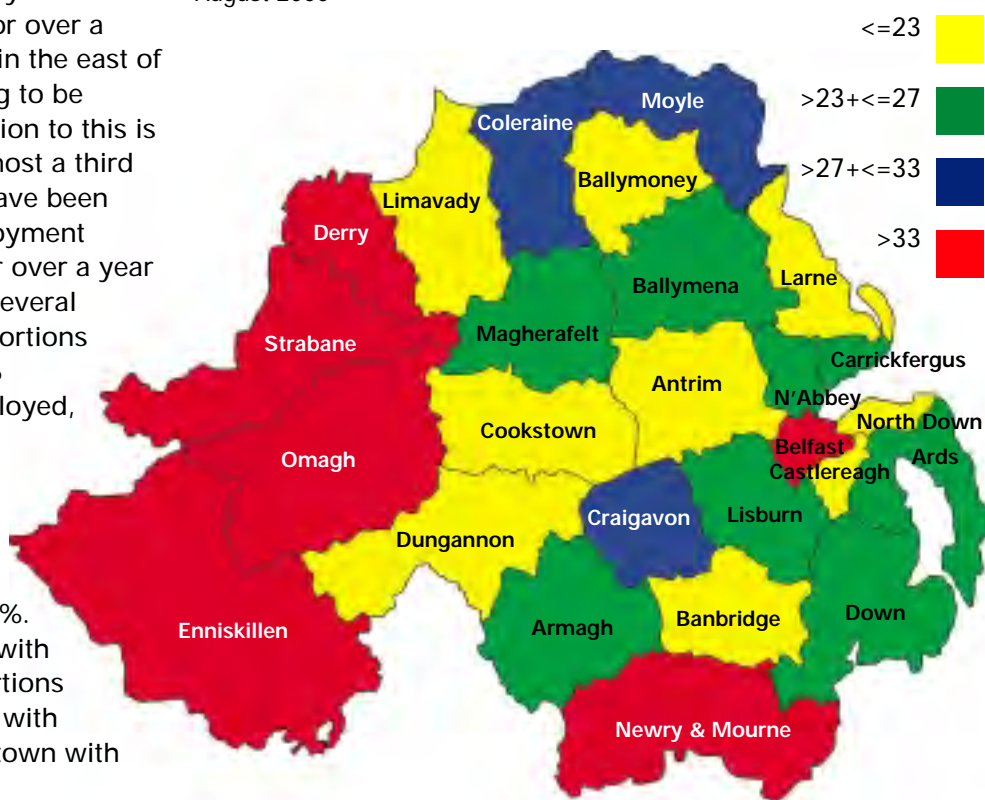 August
or over a
in the east of
g to be
tion to this is
most a third
ave been
oyment
r over a year
everal
ortions
loyed,
%.
with
rtions
with
town with
<=23
>23+<=27
>27+<=33
>33
Moyle
Coleraine
Ballymoney
Limavady
Derry
Larne
Ballymena
Magherafelt
Strabane
Carrickfergus
Antrim
N'Abbey
North Down
Cookstown
Belfast
Ards
Omagh
Castlereagh
Craigavon
Lisburn
Dungannon
Down
Banbridge
Armagh
Enniskillen
Newry & Mourne